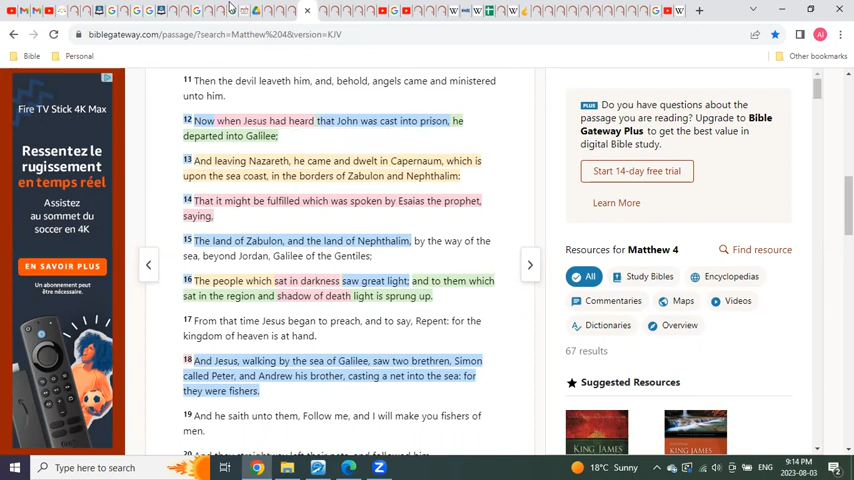 biblegateway.com/passage/?search=Matthew%204&version=KJV
Bible
Personal
Other bookmarks
11 Then the devil leaveth him, and, behold, angels came and ministered
unto him.
12 Now when Jesus had heard that John was cast into prison, he
departed into Galilee;
13 And leaving Nazareth, he came and dwelt in Capernaum, which is
upon the sea coast, in the borders of Zabulon and Nephthalim:
14 That it might be fulfilled which was spoken by Esaias the prophet,
saying,
15 The land of Zabulon, and the land of Nephthalim, by the way of the
sea, beyond Jordan, Galilee of the Gentiles;
16 The people which sat in darkness saw great light; and to them which
sat in the region and shadow of death light is sprung up.
17 From that time Jesus began to preach, and to say, Repent: for the
kingdom of heaven is at hand.
18 And Jesus, walking by the sea of Galilee, saw two brethren, Simon
called Peter, and Andrew his brother, casting a net into the sea: for
they were fishers.
19 And he saith unto them, Follow me, and I will make you fishers of
men.
Fire TV Stick 4K Max
Ressentez le
rugissement
en temps réel
Assistez
au sommet du
soccer en 4K
EN SAVOIR PLUS
Un abonnement peut
être nécessaire.
PLUS Do you have questions about the
passage you are reading? Upgrade to Bible
Gateway Plus to get the best value in
digital Bible study.
Start 14-day free trial
Learn More
Resources for Matthew 4
Find resource
All
Study Bibles
Encyclopedias
Commentaries
Maps
Videos
Dictionaries
Overview
67 results
Suggested Resources
KING JAMES
KING JAMES
Type here to search
18°C Sunny
ENG
9:14 PM
2023-08-03
2